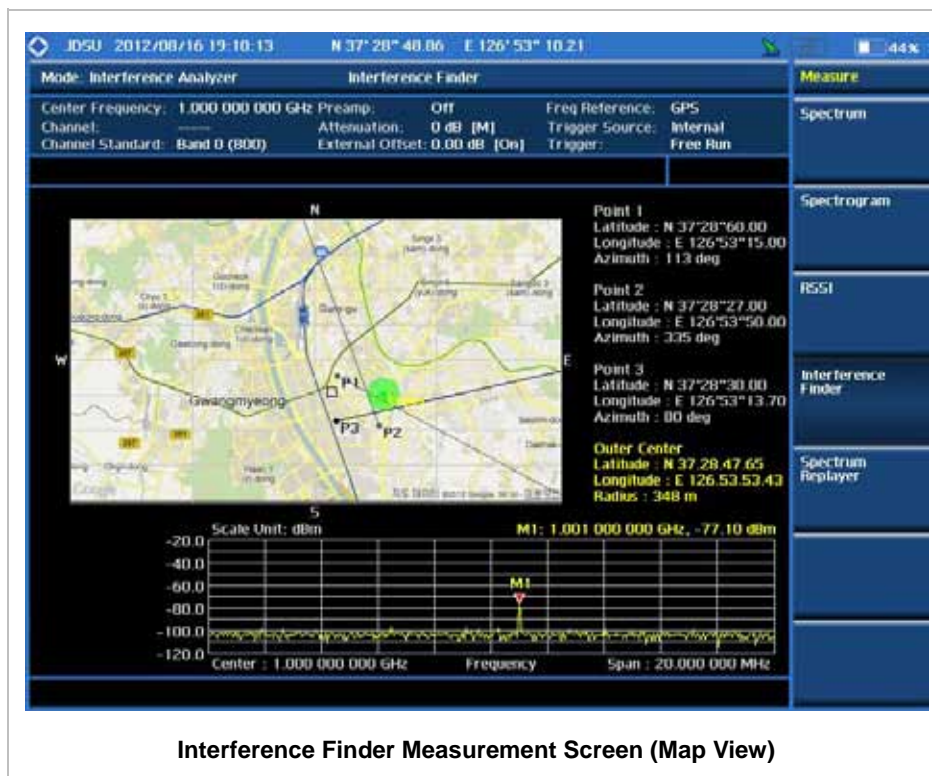 JDSU 2012/08/16 19:10:13 N 37° 28" 48.86 E 126° 53" 10.21 44%
Mode: Interference Analyzer Interference Finder
Measure
Center Frequency: 1.000 000 000 GHz Preamp: Off Freq Reference: GPS
Channel: ----- Attenuation: 0 dB [M] Trigger Source: Internal
Channel Standard: Band 0 (800) External Offset: 0.00 dB [On] Trigger: Free Run
Spectrum
Spectrogram
RSSI
Interference Finder
Spectrum Replayer
N
W
E
S
Gwangmyeong
P1
P3
P2
Google
Point 1
Latitude : N 37°28"60.00
Longitude : E 126°53"15.00
Azimuth : 113 deg
Point 2
Latitude : N 37°28"27.00
Longitude : E 126°53"50.00
Azimuth : 335 deg
Point 3
Latitude : N 37°28"30.00
Longitude : E 126°53"13.70
Azimuth : 80 deg
Outer Center
Latitude : N 37.28.47.65
Longitude : E 126.53.53.43
Radius : 348 m
Scale Unit: dBm M1: 1.001 000 000 GHz, -77.10 dBm
-20.0
-40.0
-60.0
M1
-80.0
-100.0
-120.0
Center : 1.000 000 000 GHz Frequency Span : 20.000 000 MHz
Interference Finder Measurement Screen (Map View)